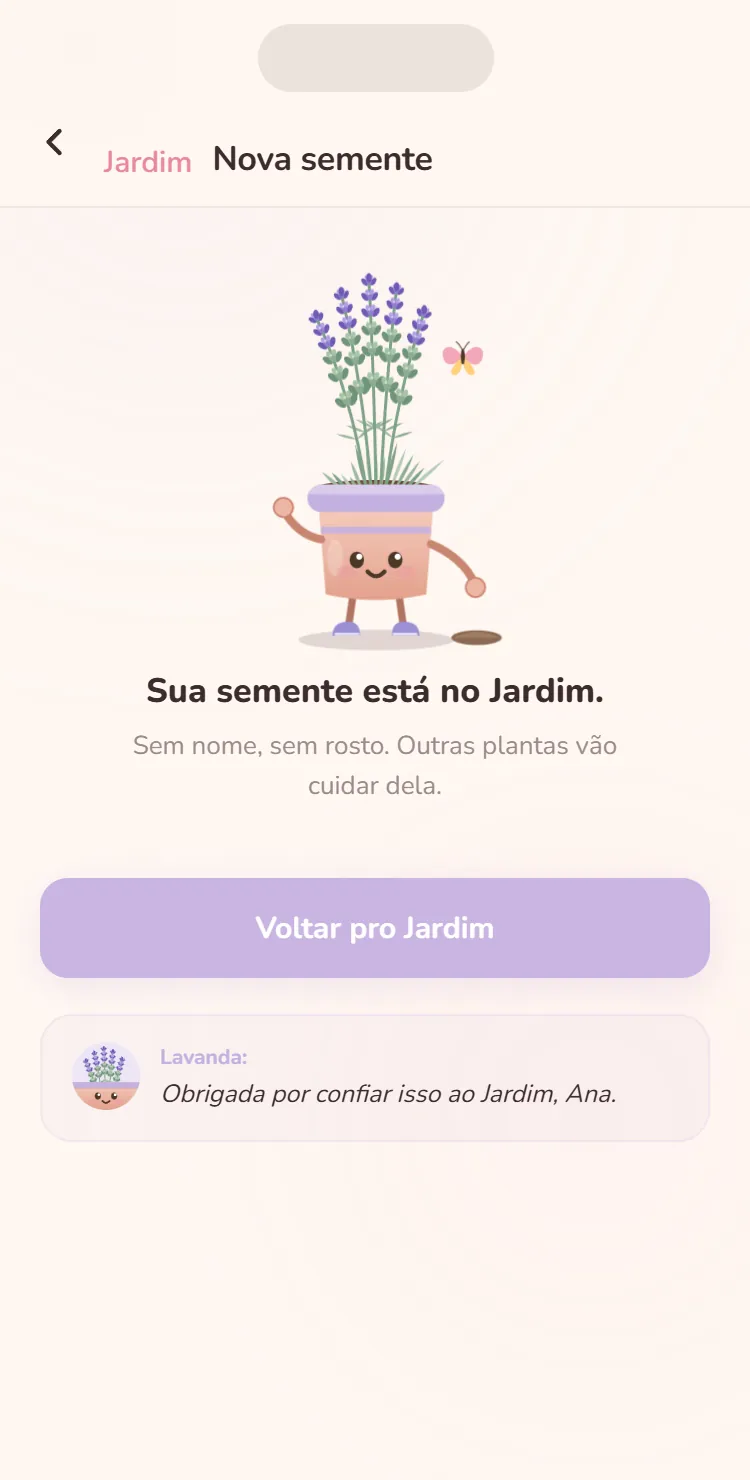 Jardim Nova semente
Sua semente está no Jardim.
Sem nome, sem rosto. Outras plantas vão
cuidar dela.
Voltar pro Jardim
Lavanda:
Obrigada por confiar isso ao Jardim, Ana.